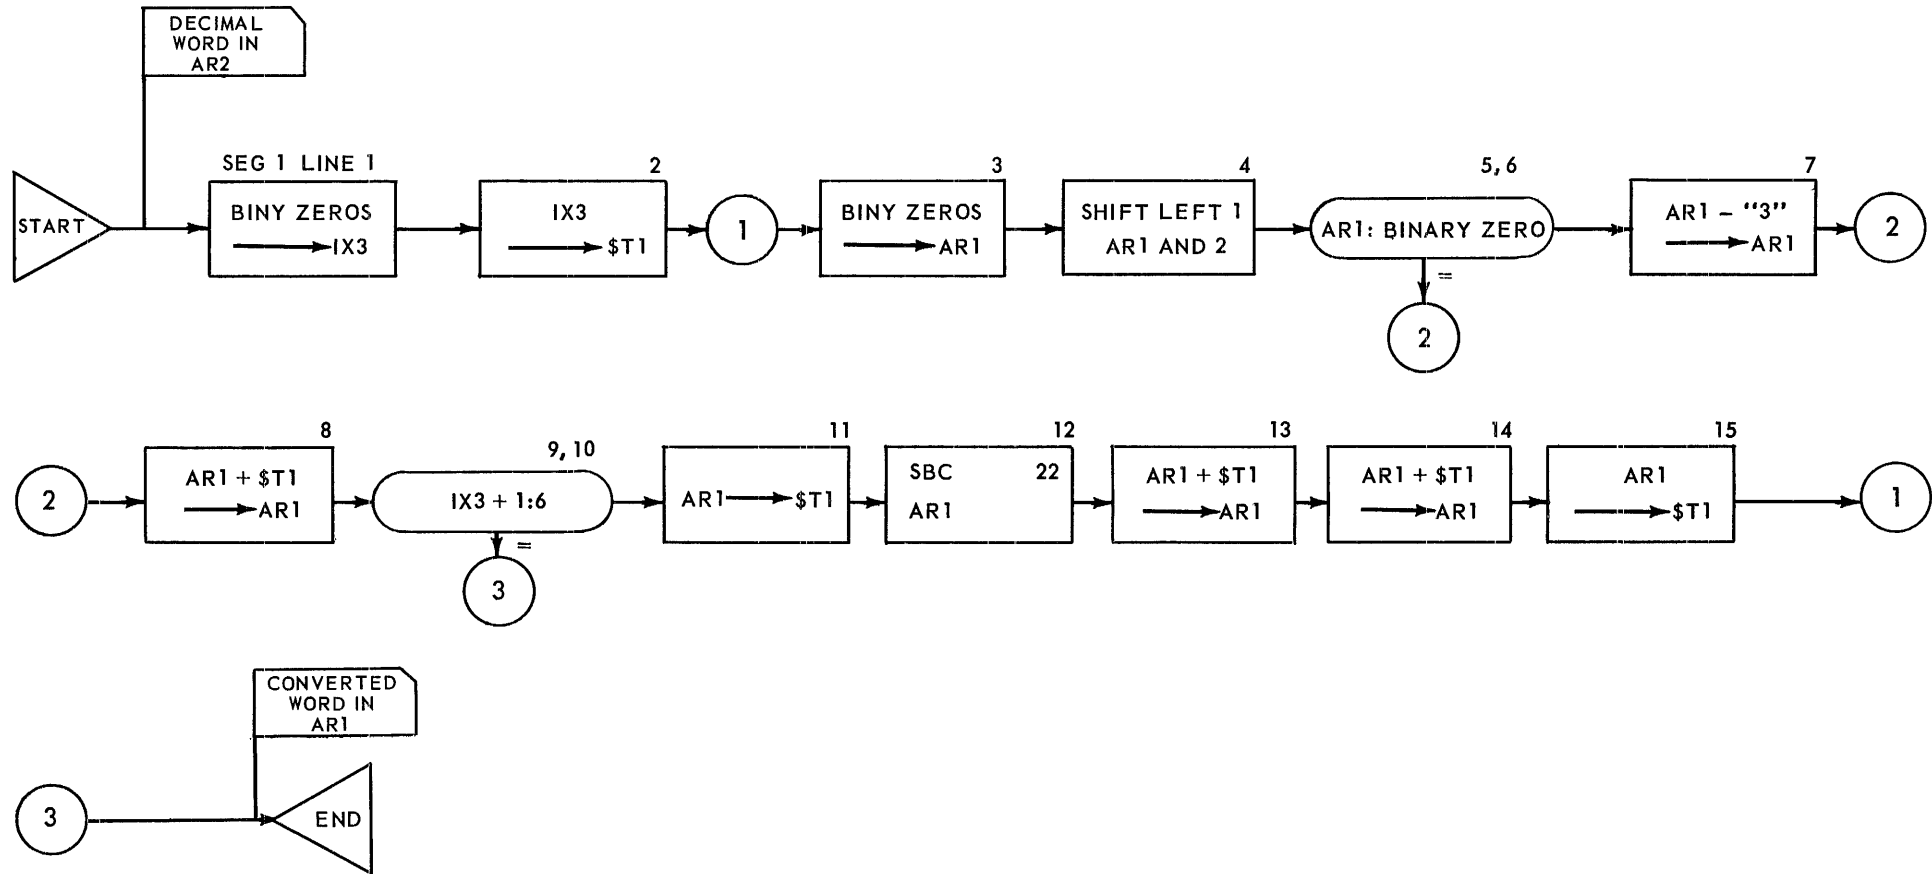 DECIMAL
WORD IN
AR2
START
SEG 1 LINE 1
BINY ZEROS
IX3
2
IX3
$T1
1
3
BINY ZEROS
AR1
4
SHIFT LEFT 1
AR1 AND 2
5, 6
AR1: BINARY ZERO
=
2
7
AR1 - "3"
AR1
2
2
8
AR1 + $T1
AR1
9, 10
IX3 + 1:6
=
3
11
AR1 $T1
12
SBC 22
AR1
13
AR1 + $T1
AR1
14
AR1 + $T1
AR1
15
AR1
$T1
1
CONVERTED
WORD IN
AR1
3
END